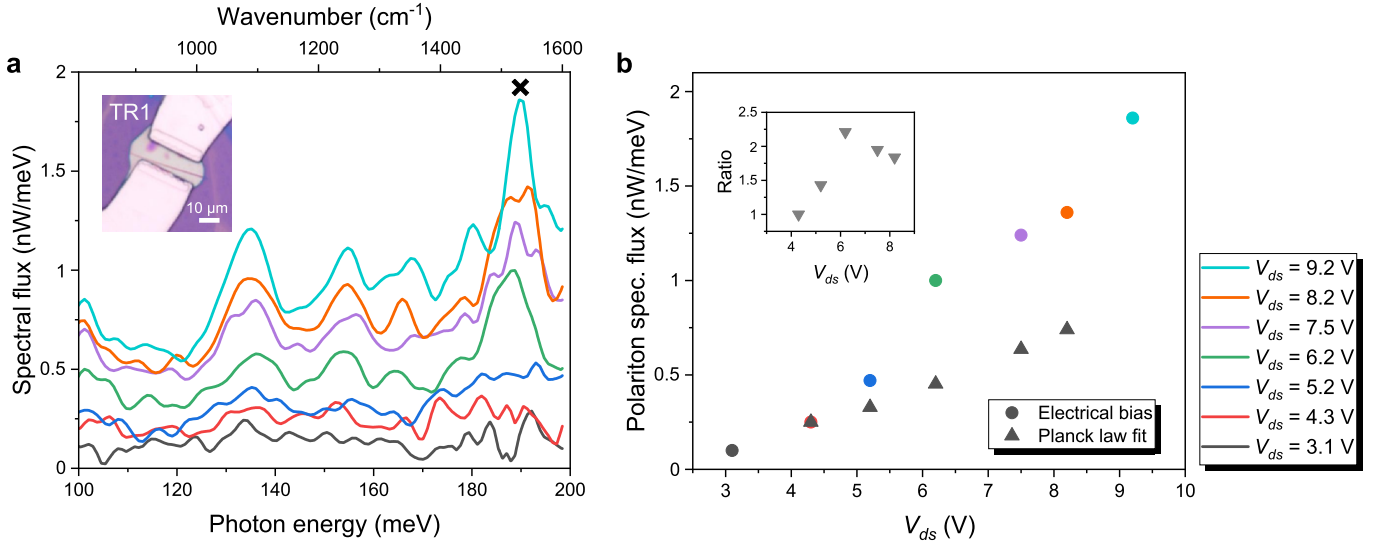 Wavenumber (cm⁻¹)
1000 1200 1400 1600
a
Spectral flux (nW/meV)
2
1.5
1
0.5
0
TR1
10 µm
100 120 140 160 180 200
Photon energy (meV)
b
Polariton spec. flux (nW/meV)
2
1.5
1
0.5
0
Ratio
2.5
2
1.5
1
4 6 8
V_ds (V)
Electrical bias
Planck law fit
3 4 5 6 7 8 9 10
V_ds (V)
V_ds = 9.2 V
V_ds = 8.2 V
V_ds = 7.5 V
V_ds = 6.2 V
V_ds = 5.2 V
V_ds = 4.3 V
V_ds = 3.1 V